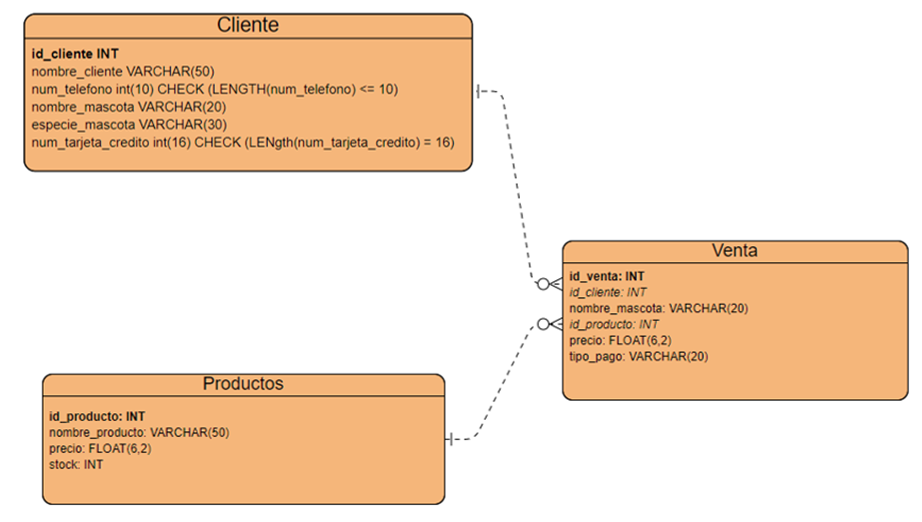 Cliente
id_cliente INT
nombre_cliente VARCHAR(50)
num_telefono int(10) CHECK (LENGTH(num_telefono) <= 10)
nombre_mascota VARCHAR(20)
especie_mascota VARCHAR(30)
num_tarjeta_credito int(16) CHECK (LENgth(num_tarjeta_credito) = 16)
Venta
id_venta: INT
id_cliente: INT
nombre_mascota: VARCHAR(20)
id_producto: INT
precio: FLOAT(6,2)
tipo_pago: VARCHAR(20)
Productos
id_producto: INT
nombre_producto: VARCHAR(50)
precio: FLOAT(6,2)
stock: INT